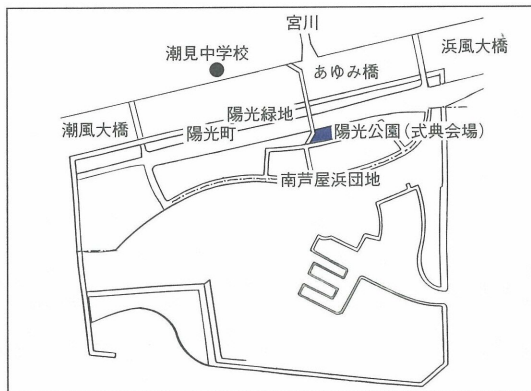 宮川
潮見中学校
浜風大橋
あゆみ橋
陽光緑地
潮風大橋
陽光町
陽光公園(式典会場)
南芦屋浜団地